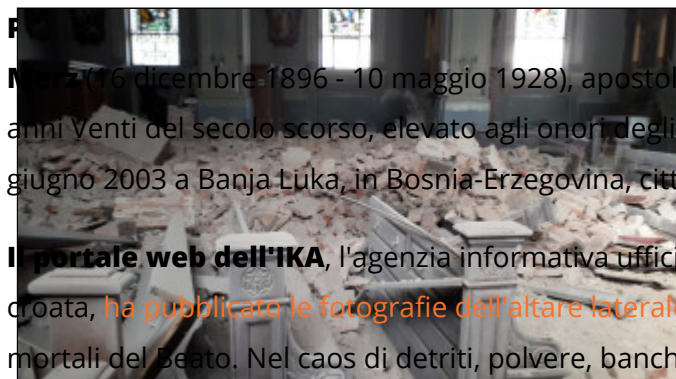 Merz (16 dicembre 1896 - 10 maggio 1928), apostol
anni Venti del secolo scorso, elevato agli onori degli
giugno 2003 a Banja Luka, in Bosnia-Erzegovina, citt
Il portale web dell'IKA, l'agenzia informativa uffici
croata, ha pubblicato le fotografie dell'altare laterale
mortali del Beato. Nel caos di detriti, polvere, banch